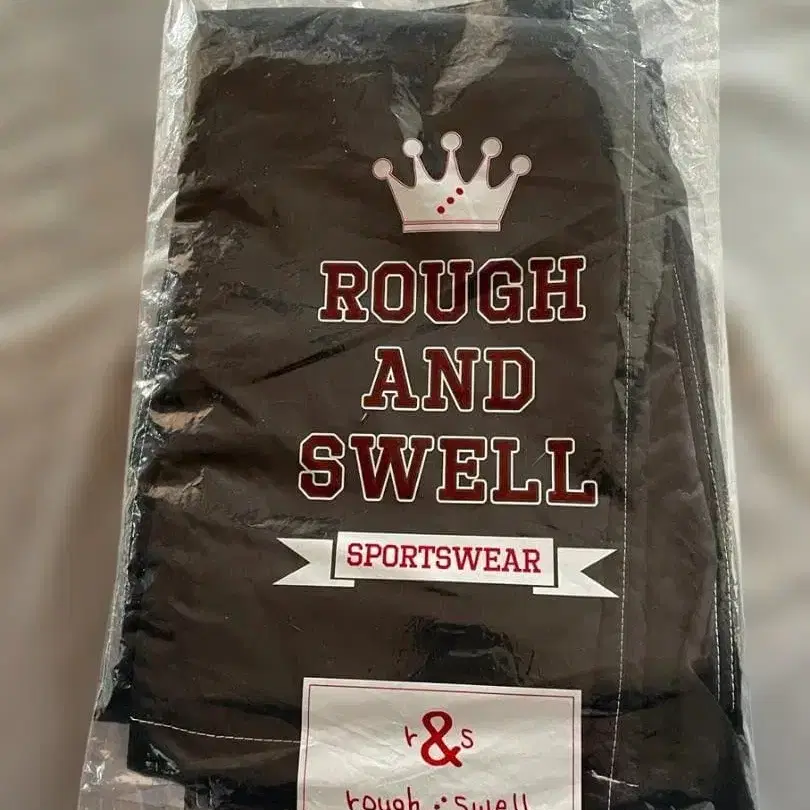 ROUGH
AND
SWELL
SPORTSWEAR
r&s
rough & swell